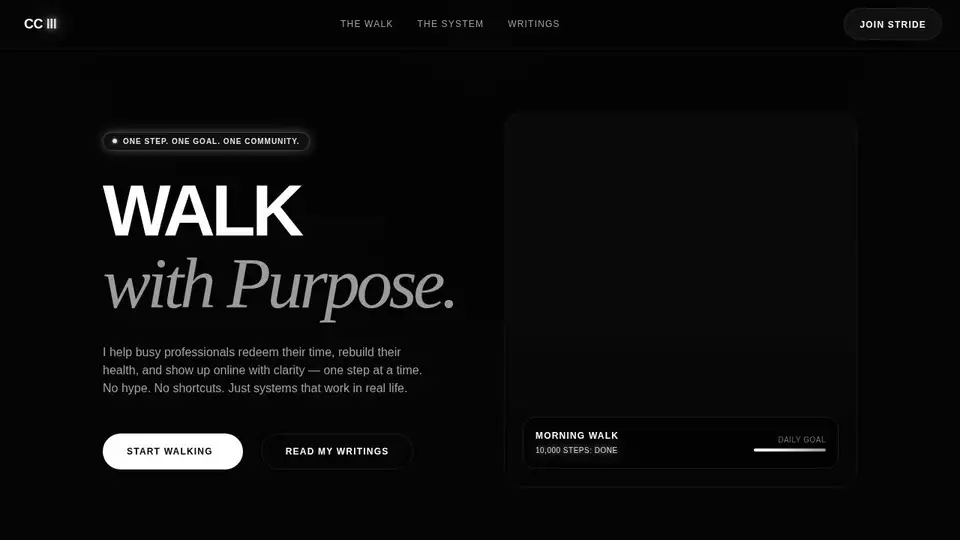 CC III
THE WALK
THE SYSTEM
WRITINGS
JOIN STRIDE
ONE STEP. ONE GOAL. ONE COMMUNITY.
WALK
with Purpose.
I help busy professionals redeem their time, rebuild their
health, and show up online with clarity — one step at a time.
No hype. No shortcuts. Just systems that work in real life.
START WALKING
READ MY WRITINGS
MORNING WALK
10,000 STEPS: DONE
DAILY GOAL